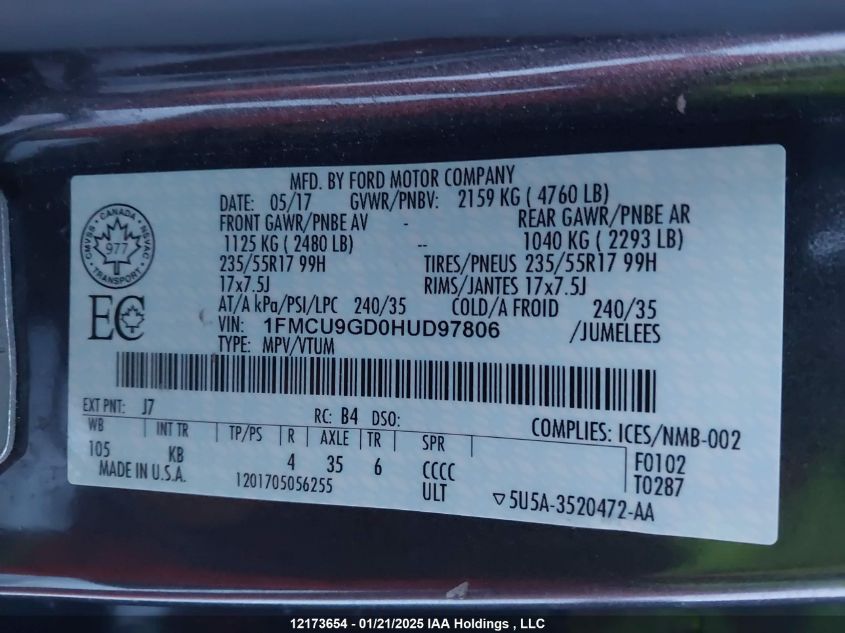 MFD. BY FORD MOTOR COMPANY
DATE: 05/17 GVWR/PNBV: 2159 KG ( 4760 LB)
FRONT GAWR/PNBE AV - REAR GAWR/PNBE AR
1125 KG ( 2480 LB) -- 1040 KG ( 2293 LB)
235/55R17 99H TIRES/PNEUS 235/55R17 99H
17x7.5J RIMS/JANTES 17x7.5J
AT/A kPa/PSI/LPC 240/35 COLD/A FROID 240/35
VIN: 1FMCU9GD0HUD97806 /JUMELEES
TYPE: MPV/VTUM
CANADA
CMVSS NSVAC
977
TRANSPORT
EC
EXT PNT: J7 RC: B4 DSO:
COMPLIES: ICES/NMB-002
WB INT TR TP/PS R AXLE TR SPR
105 KB 4 35 6 CCCC F0102
MADE IN U.S.A. 1201705056255 ULT T0287
▽5U5A-3520472-AA
12173654 - 01/21/2025 IAA Holdings , LLC